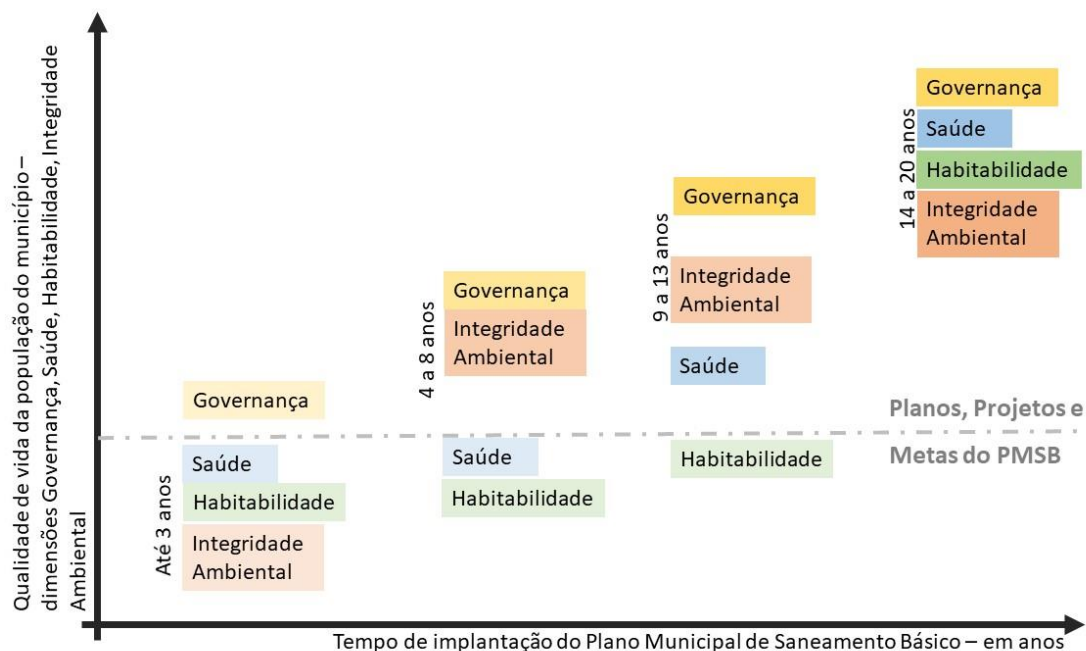 Qualidade de vida da população do município –
dimensões Governança, Saúde, Habitabilidade, Integridade
Ambiental
Até 3 anos
Governança
Saúde
Habitabilidade
Integridade
Ambiental
4 a 8 anos
Governança
Integridade
Ambiental
Saúde
Habitabilidade
9 a 13 anos
Governança
Integridade
Ambiental
Saúde
Habitabilidade
14 a 20 anos
Governança
Saúde
Habitabilidade
Integridade
Ambiental
Planos, Projetos e
Metas do PMSB
Tempo de implantação do Plano Municipal de Saneamento Básico – em anos